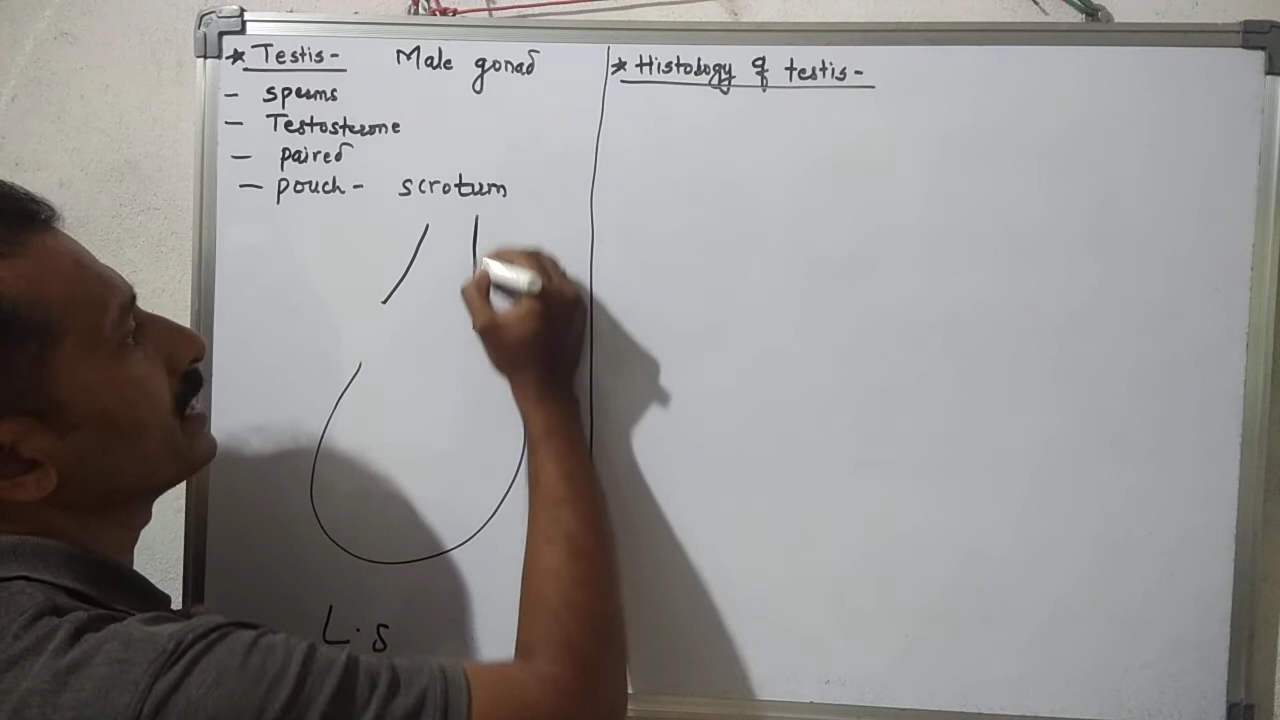 * Testis - Male gonad
- sperms
- Testosterone
- paired
- pouch - scrotum
L.S
* Histology of testis -